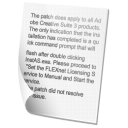 The patch does apply to all Ad
obe Creative Suite 3 products.
The only indication that the ins
tallation has completed is a qu
ick command prompt that will
flash after double clicking
InstAS.exe. Please proceed to
"Set the FLEXnet Licensing S
ervice to Manual and Start the
Service.
patch did not resolve
issue.